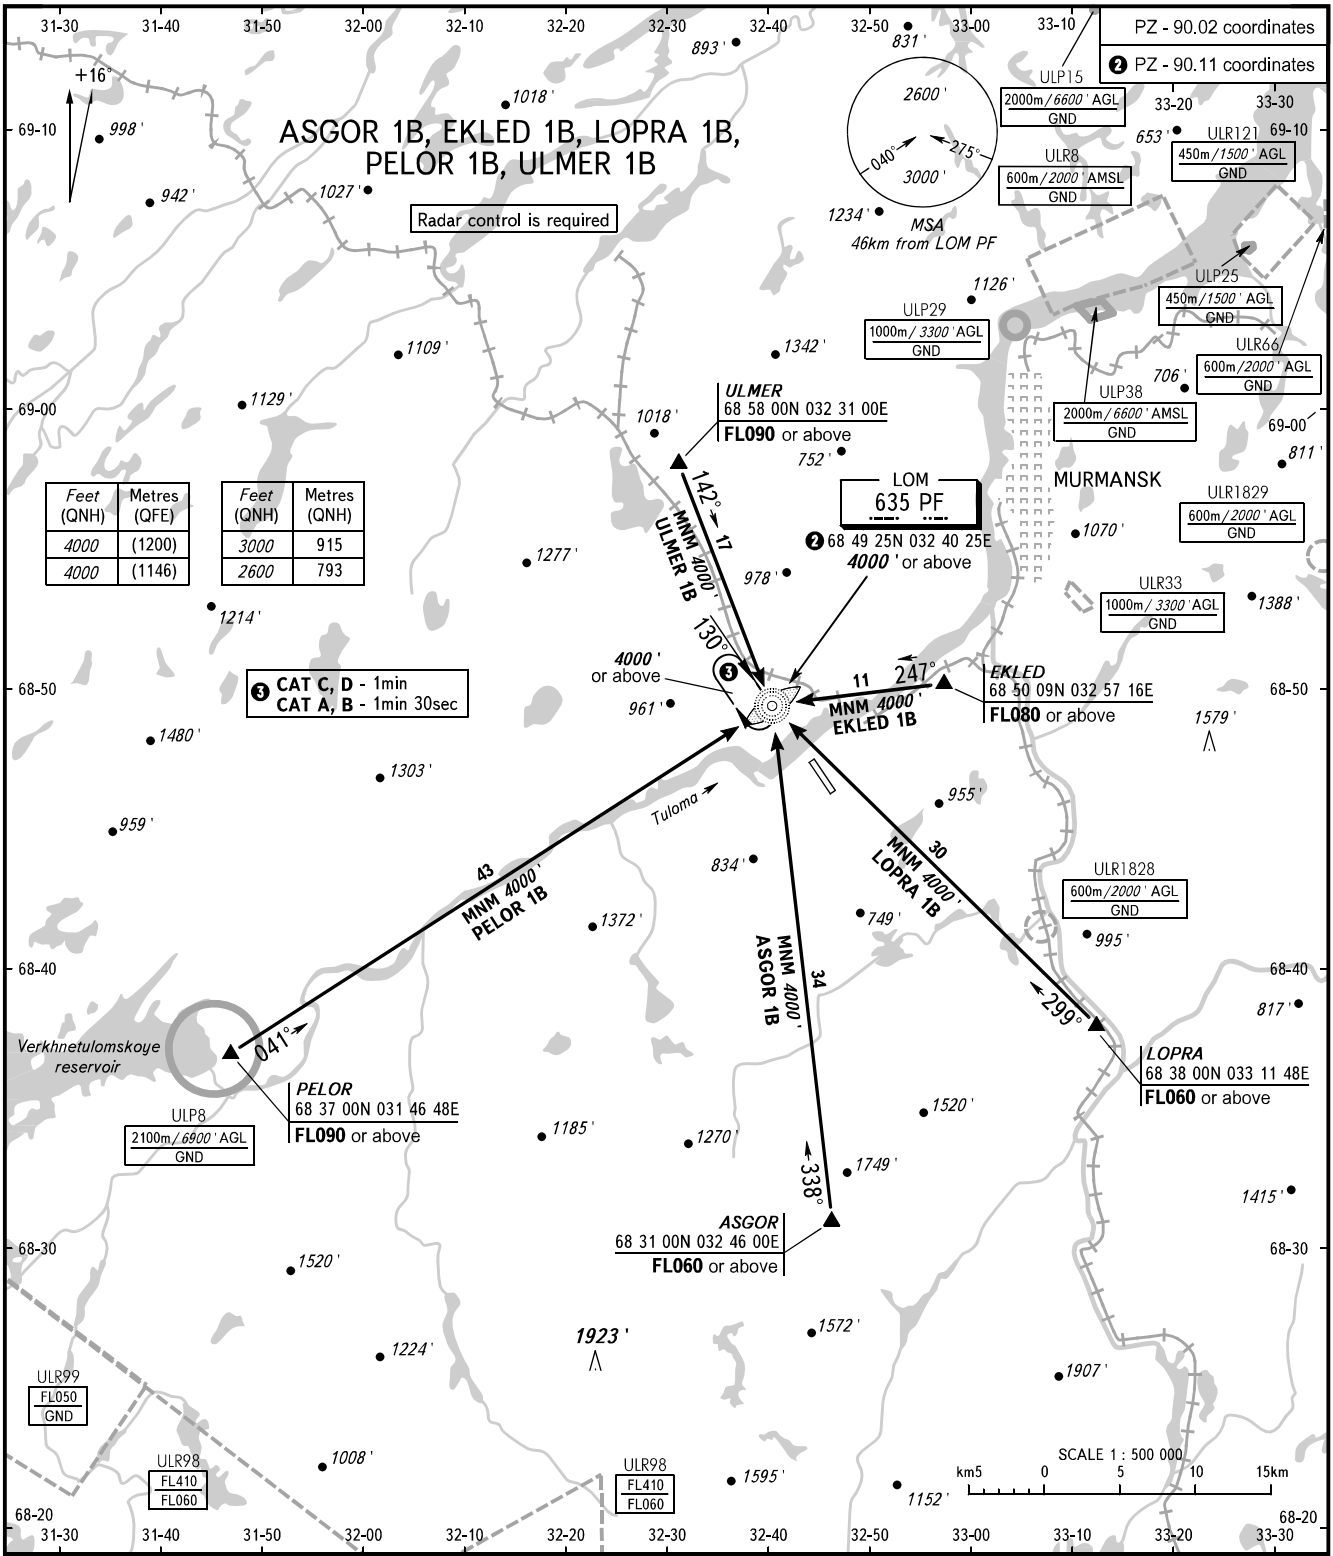 31-30 31-40 31-50 32-00 32-10 32-20 32-30 32-40 32-50 33-00 33-10
PZ - 90.02 coordinates
2 PZ - 90.11 coordinates
+16°
893'
831'
ULP15
2000m/6600' AGL
GND
33-20 33-30
1018'
998'
69-10
ASGOR 1B, EKLED 1B, LOPRA 1B,
PELOR 1B, ULMER 1B
Radar control is required
2600'
040° 275°
3000'
MSA
46km from LOM PF
653'
ULR121
69-10
450m/1500' AGL
GND
ULR8
600m/2000' AMSL
GND
942'
1027'
1234'
ULP25
450m/1500' AGL
GND
1126'
ULP29
1000m/3300' AGL
GND
ULR66
600m/2000' AGL
GND
1109'
1342'
706'
ULP38
2000m/6600' AMSL
GND
1129'
69-00
69-00
ULMER
68 58 00N 032 31 00E
FL090 or above
1018'
752'
811'
MURMANSK
Feet (QNH) Metres (QFE)
4000 (1200)
4000 (1146)
Feet (QNH) Metres (QNH)
3000 915
2600 793
LOM
635 PF
2 68 49 25N 032 40 25E
4000' or above
ULR1829
600m/2000' AGL
GND
1070'
142°
17
MNM 4000'
ULMER 1B
1277'
978'
ULR33
1000m/3300' AGL
GND
1388'
1214'
130°
3
4000'
or above
3 CAT C, D - 1min
CAT A, B - 1min 30sec
68-50
68-50
247°
11
MNM 4000'
EKLED 1B
EKLED
68 50 09N 032 57 16E
FL080 or above
961'
1579'
1480'
1303'
Tuloma
955'
959'
834'
30
MNM 4000'
LOPRA 1B
43
MNM 4000'
PELOR 1B
ULR1828
600m/2000' AGL
GND
1372'
749'
995'
68-40
68-40
34
MNM 4000'
ASGOR 1B
299°
817'
Verkhnetulomskoye
reservoir
041°
LOPRA
68 38 00N 033 11 48E
FL060 or above
PELOR
68 37 00N 031 46 48E
FL090 or above
ULP8
2100m/6900' AGL
GND
1520'
1185'
1270'
338°
1749'
1415'
ASGOR
68 31 00N 032 46 00E
FL060 or above
68-30
68-30
1520'
1572'
1923'
1224'
1907'
ULR99
FL050
GND
SCALE 1 : 500 000
km5 0 5 10 15km
ULR98
FL410
FL060
1008'
ULR98
FL410
FL060
1595'
1152'
68-20
68-20
31-30 31-40 31-50 32-00 32-10 32-20 32-30 32-40 32-50 33-00 33-10 33-20 33-30